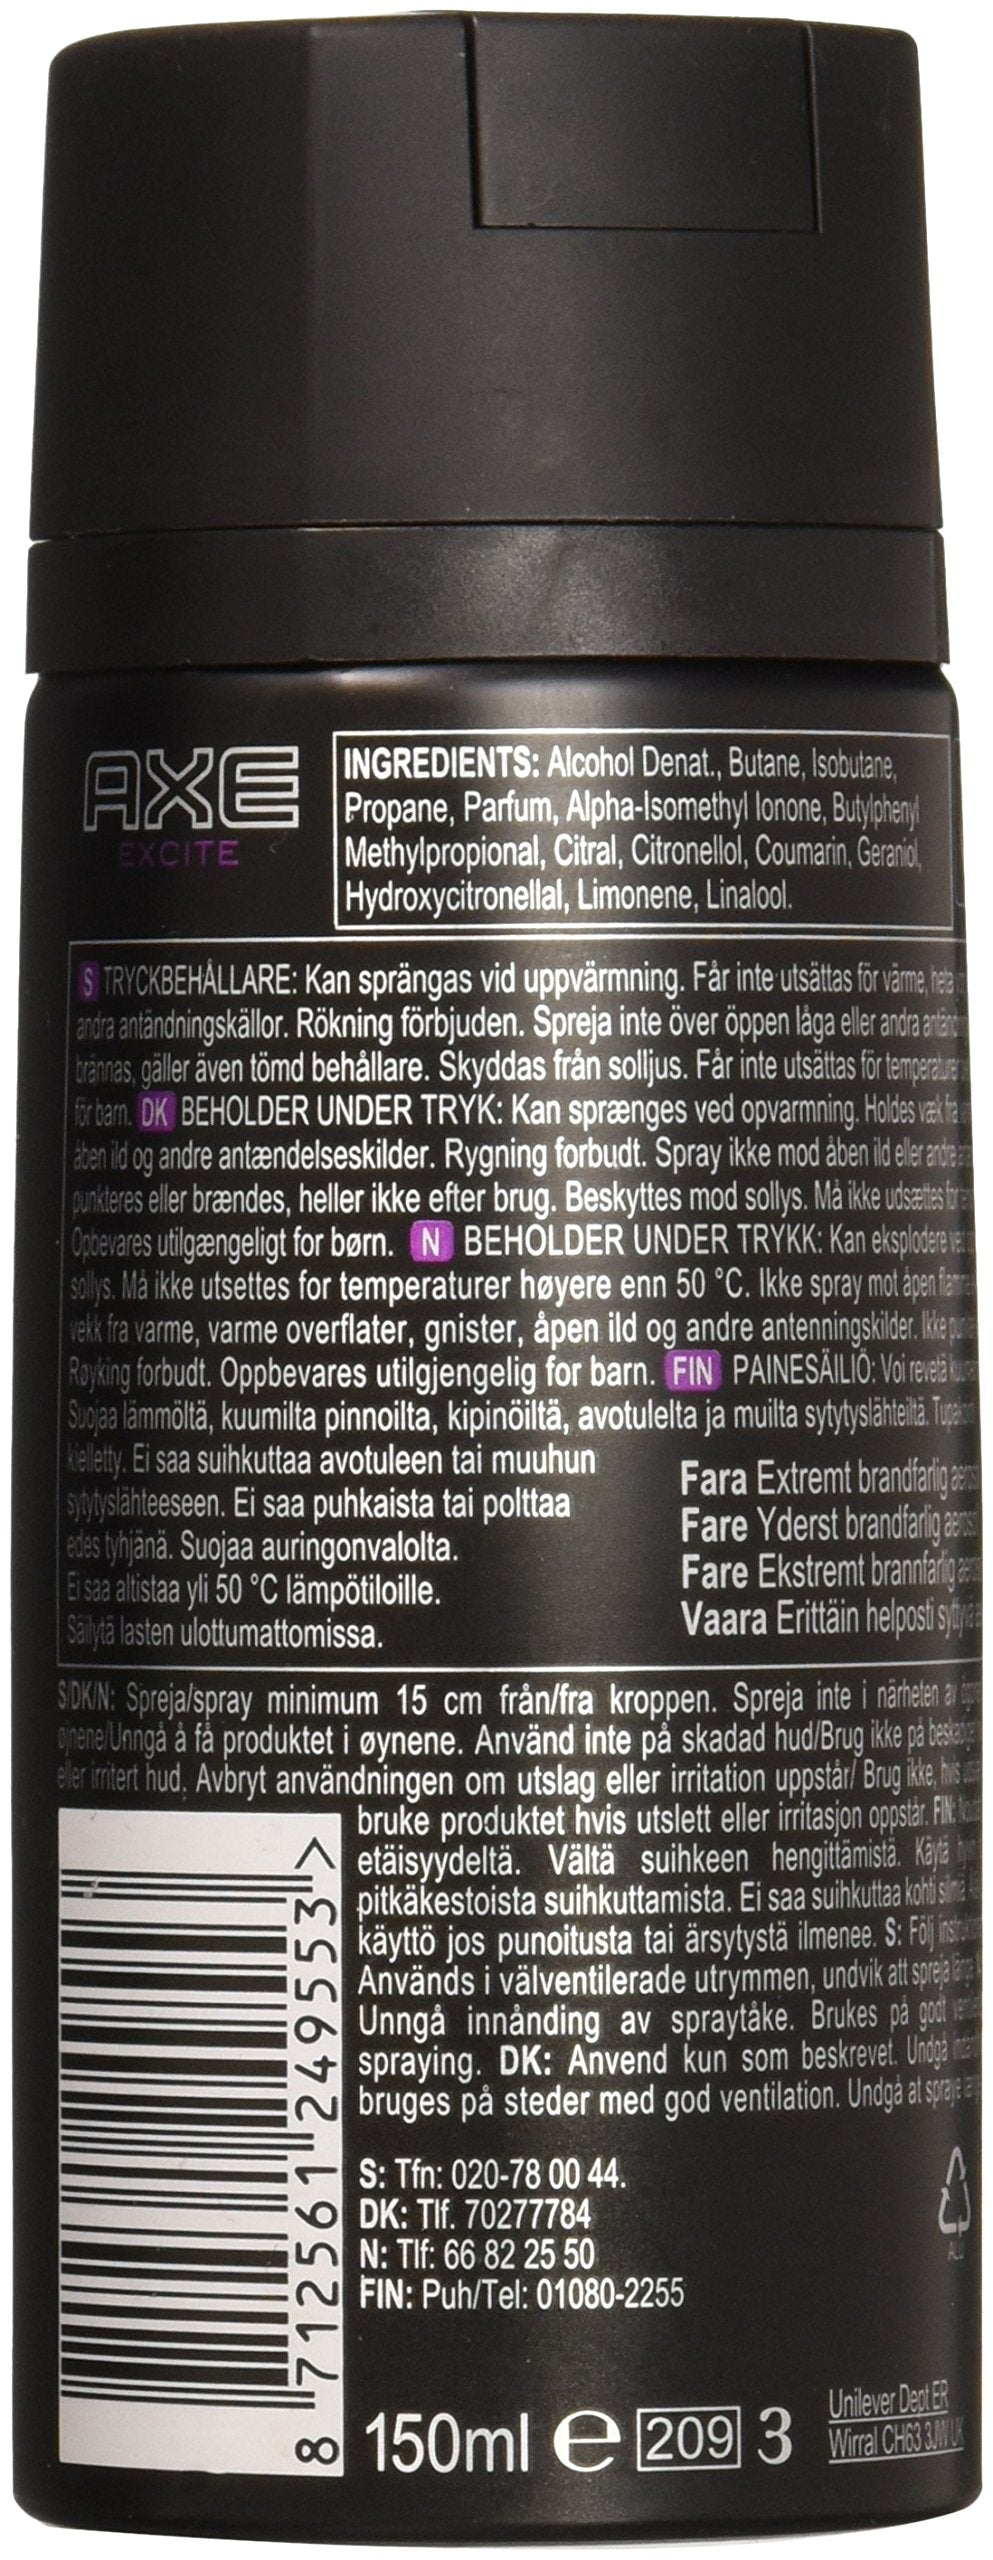 AXE
EXCITE
INGREDIENTS: Alcohol Denat., Butane, Isobutane,
Propane, Parfum, Alpha-Isomethyl Ionone, Butylphenyl
Methylpropional, Citral, Citronellol, Coumarin, Geraniol,
Hydroxycitronellal, Limonene, Linalool.
S TRYCKBEHÅLLARE: Kan sprängas vid uppvärmning. Får inte utsättas för värme, heta
andra antändningskällor. Rökning förbjuden. Spreja inte över öppen låga eller andra
brännas, gäller även tömd behållare. Skyddas från solljus. Får inte utsättas för temperaturer
för barn. DK BEHOLDER UNDER TRYK: Kan sprænges ved opvarmning. Holdes væk fra
åben ild og andre antændelseskilder. Rygning forbudt. Spray ikke mod åben ild eller andre
punkteres eller brændes, heller ikke efter brug. Beskyttes mod sollys. Må ikke udsættes for
Opbevares utilgængeligt for børn. N BEHOLDER UNDER TRYKK: Kan eksplodere
sollys. Må ikke utsettes for temperaturer høyere enn 50 °C. Ikke spray mot åpen
vekk fra varme, varme overflater, gnister, åpen ild og andre antenningskilder. Ikke
Røyking forbudt. Oppbevares utilgjengelig for barn. FIN PAINESÄILIÖ: Voi revetä
Suojaa lämmöltä, kuumilta pinnoilta, kipinöiltä, avotulelta ja muilta sytytyslähteiltä.
kielletty. Ei saa suihkuttaa avotuleen tai muuhun
sytytyslähteeseen. Ei saa puhkaista tai polttaa
edes tyhjänä. Suojaa auringonvalolta.
Ei saa altistaa yli 50 °C lämpötiloille.
Säilytä lasten ulottumattomissa.
Fara Extremt brandfarlig
Fare Yderst brandfarlig
Fare Ekstremt brannfarlig
Vaara Erittäin helposti
S/DK/N: Spreja/spray minimum 15 cm från/fra kroppen. Spreja inte i närheten av
øynene/Unngå å få produktet i øynene. Använd inte på skadad hud/Brug ikke på
eller irritert hud. Avbryt användningen om utslag eller irritation uppstår/ Brug ikke, hvis
bruke produktet hvis utslett eller irritasjon oppstår. FIN:
etäisyydeltä. Vältä suihkeen hengittämistä. Käytä
pitkäkestoista suihkuttamista. Ei saa suihkuttaa kohti
käyttö jos punoitusta tai ärsytystä ilmenee. S: Följ
Används i välventilerade utrymmen, undvik att spreja
Unngå innånding av spraytåke. Brukes på godt
spraying. DK: Anvend kun som beskrevet. Undgå
bruges på steder med god ventilation. Undgå at spraye
S: Tfn: 020-78 00 44.
DK: Tlf. 70277784
N: Tlf: 66 82 25 50
FIN: Puh/Tel: 01080-2255
ALU
8 712561 249553 >
150ml e 209 3
Unilever Dept ER
Wirral CH63 3JW UK